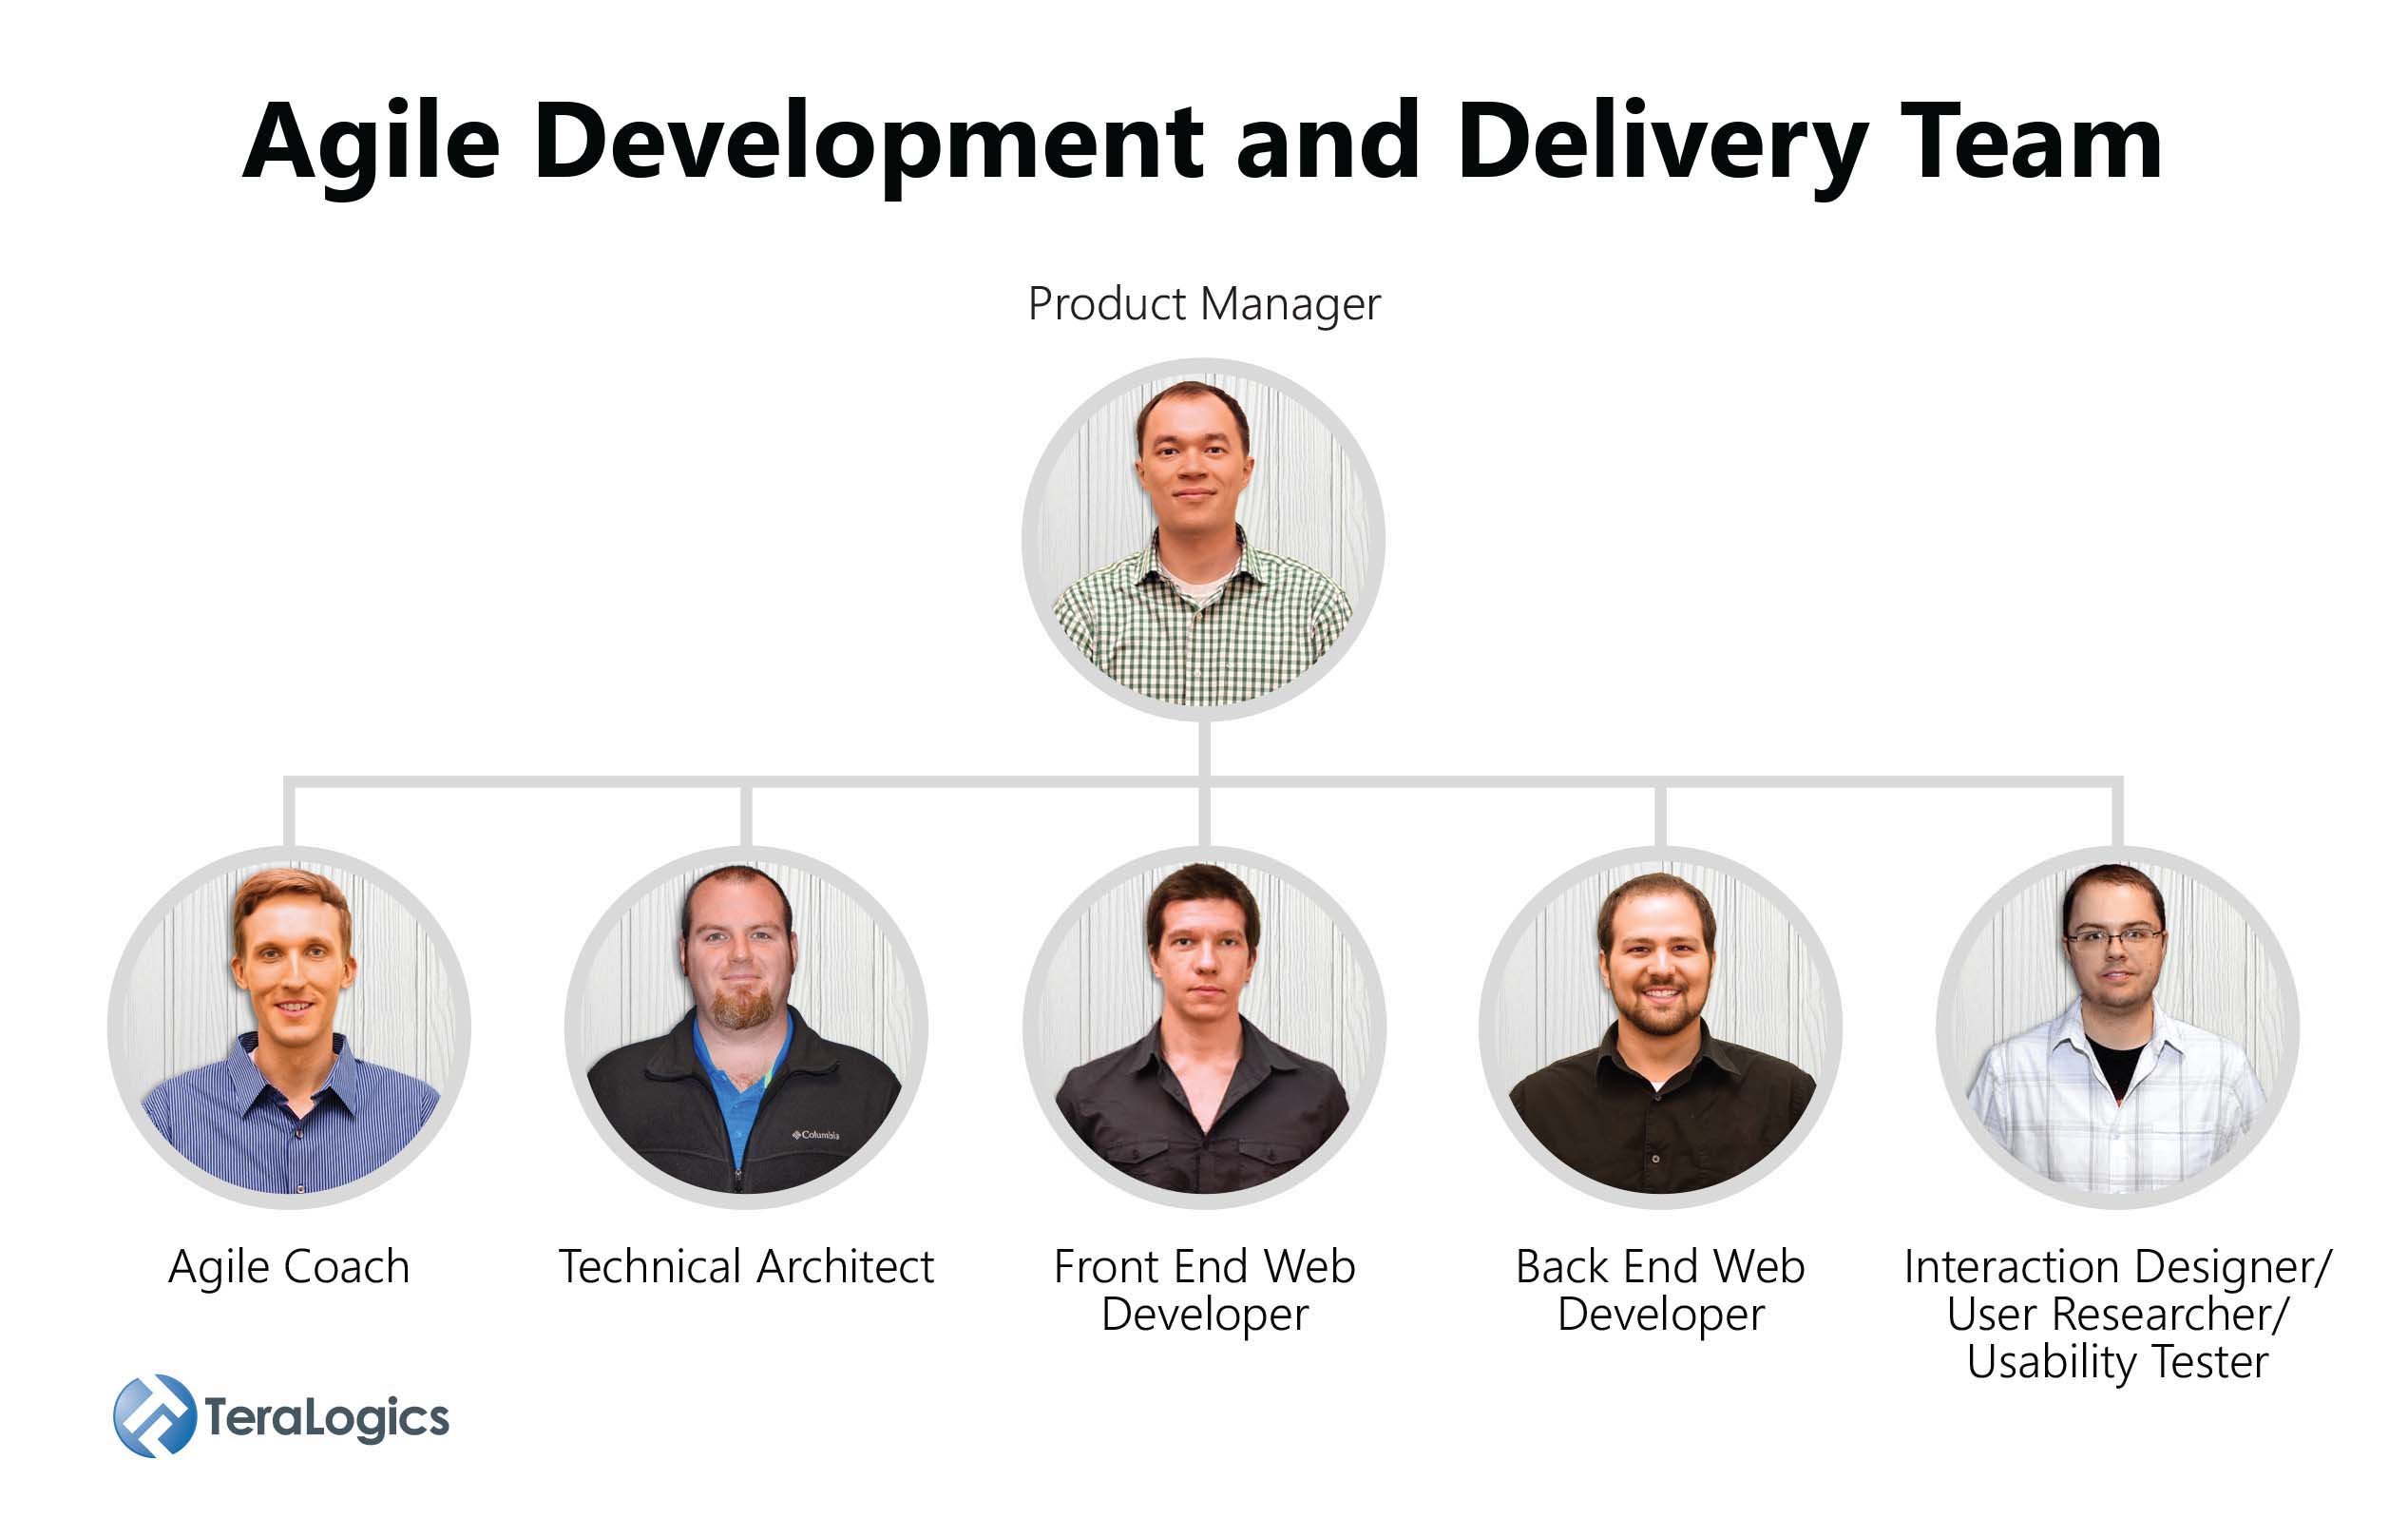 Agile Development and Delivery Team
Product Manager
Columbia
Agile Coach
Technical Architect
Front End Web
Developer
Back End Web
Developer
Interaction Designer/
User Researcher/
Usability Tester
TeraLogics